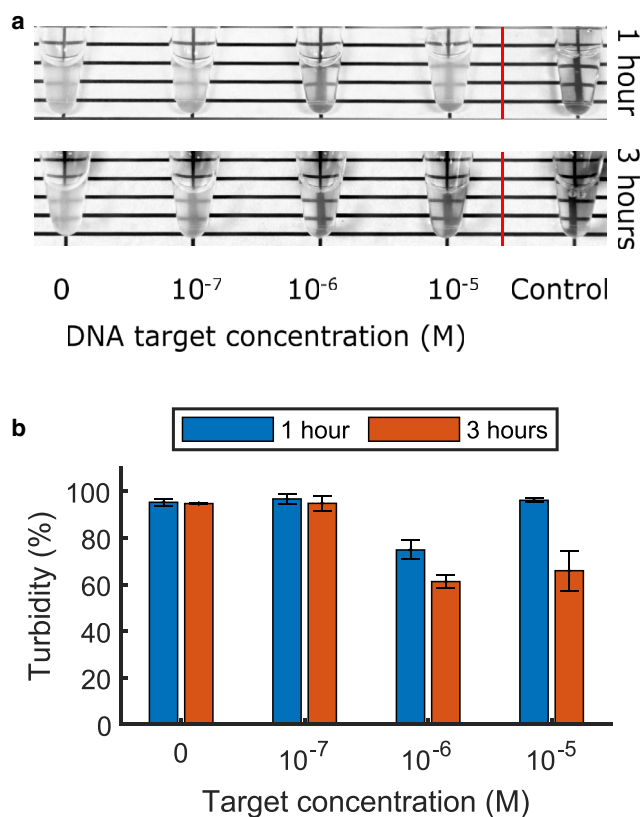 a
1 hour
3 hours
0 10⁻⁷ 10⁻⁶ 10⁻⁵ Control
DNA target concentration (M)
b
1 hour 3 hours
Turbidity (%)
100
80
60
40
20
0
0 10⁻⁷ 10⁻⁶ 10⁻⁵
Target concentration (M)